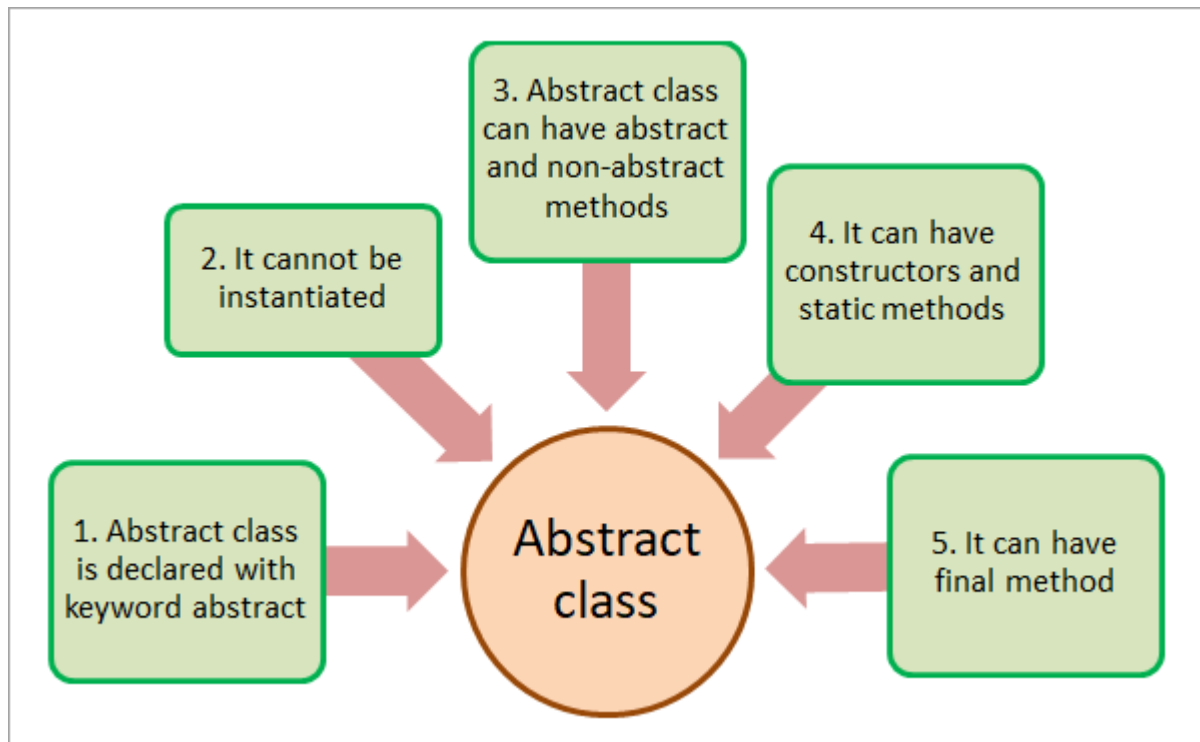 1. Abstract class
is declared with
keyword abstract
2. It cannot be
instantiated
3. Abstract class
can have abstract
and non-abstract
methods
4. It can have
constructors and
static methods
5. It can have
final method
Abstract
class